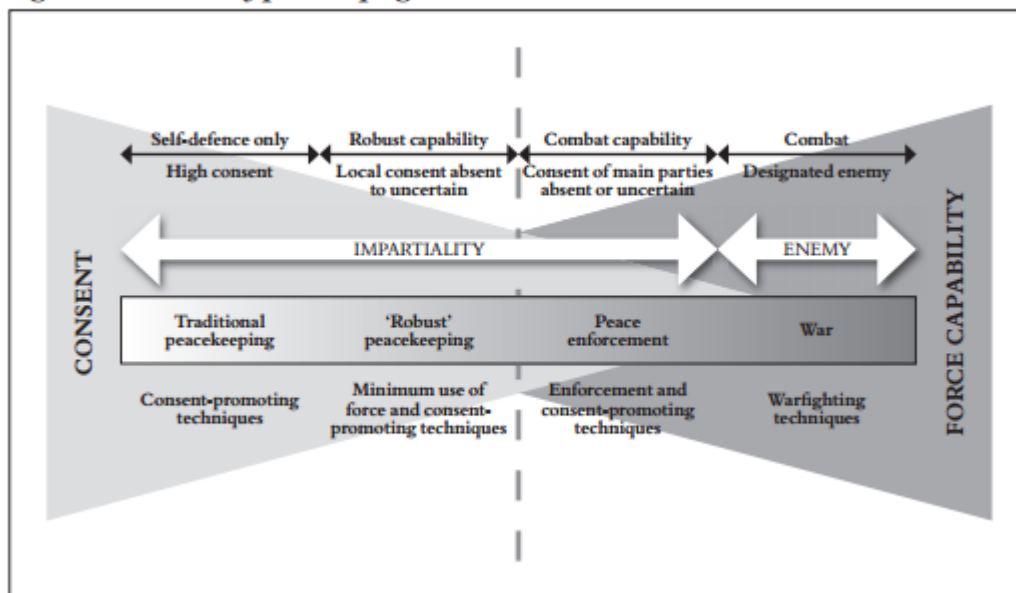 Self-defence only
High consent
Robust capability
Local consent absent
to uncertain
Combat capability
Consent of main parties
absent or uncertain
Combat
Designated enemy
IMPARTIALITY
ENEMY
CONSENT
Traditional
peacekeeping
'Robust'
peacekeeping
Peace
enforcement
War
FORCE CAPABILITY
Consent-promoting
techniques
Minimum use of
force and consent-
promoting techniques
Enforcement and
consent-promoting
techniques
Warfighting
techniques